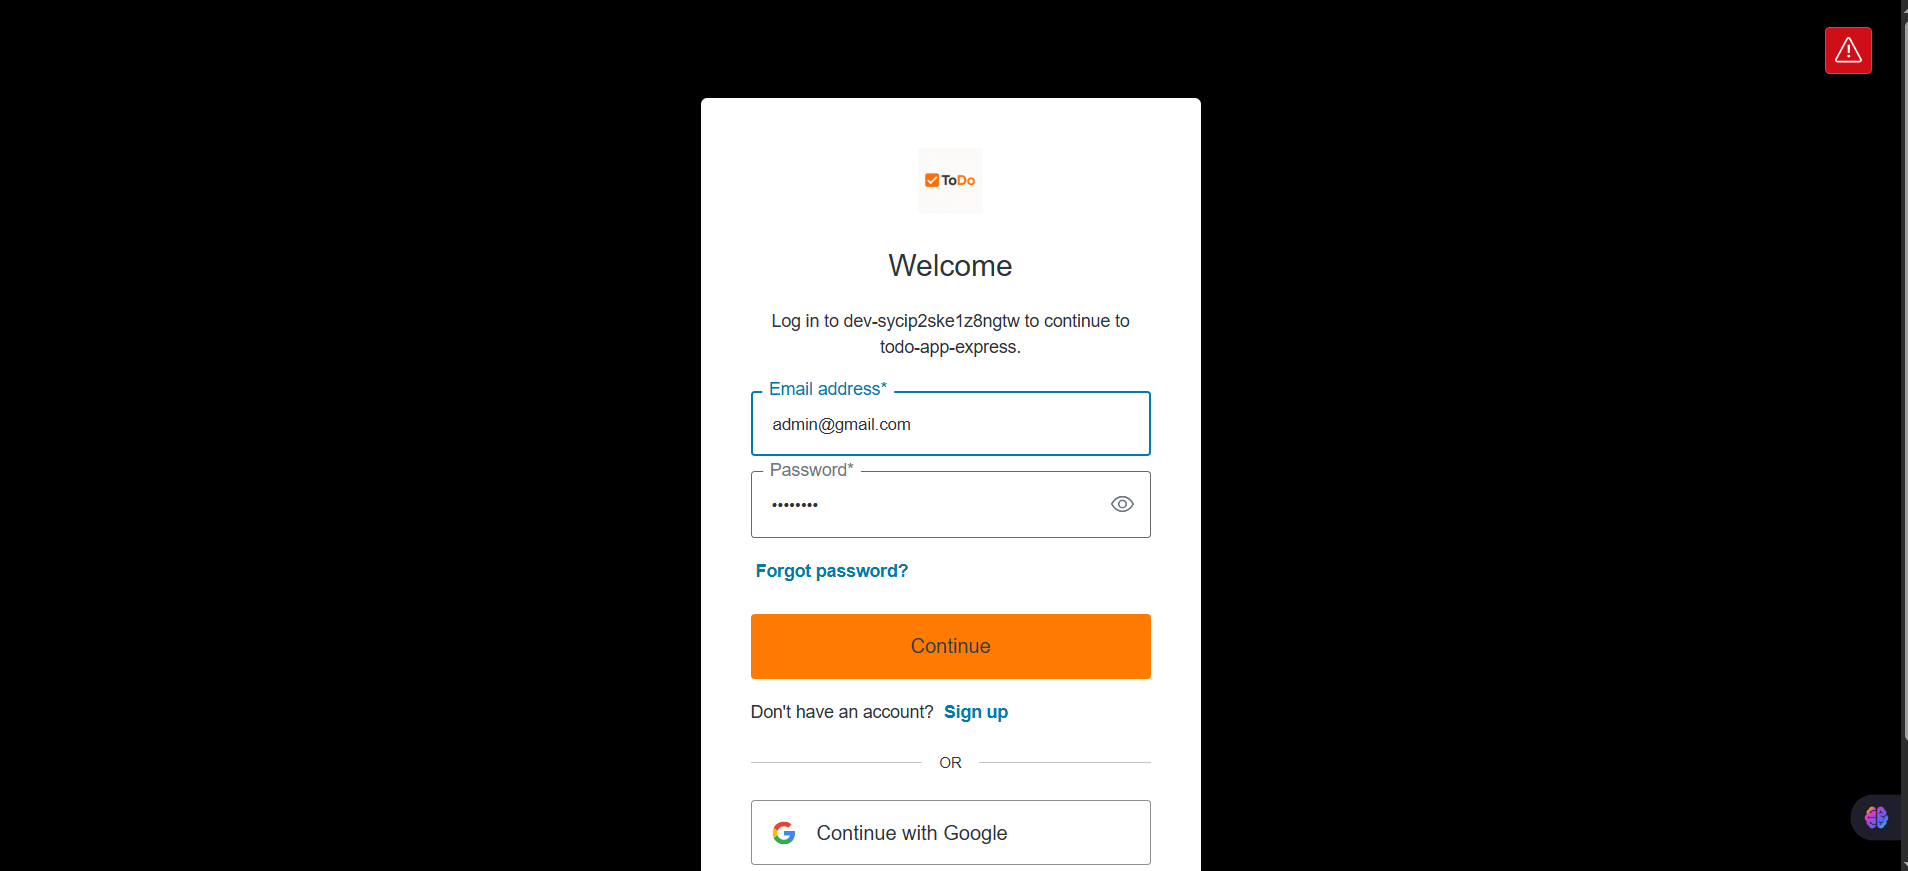 ToDo
Welcome
Log in to dev-sycip2ske1z8ngtw to continue to
todo-app-express.
Email address*
admin@gmail.com
Password*
••••••••
Forgot password?
Continue
Don't have an account? Sign up
OR
Continue with Google